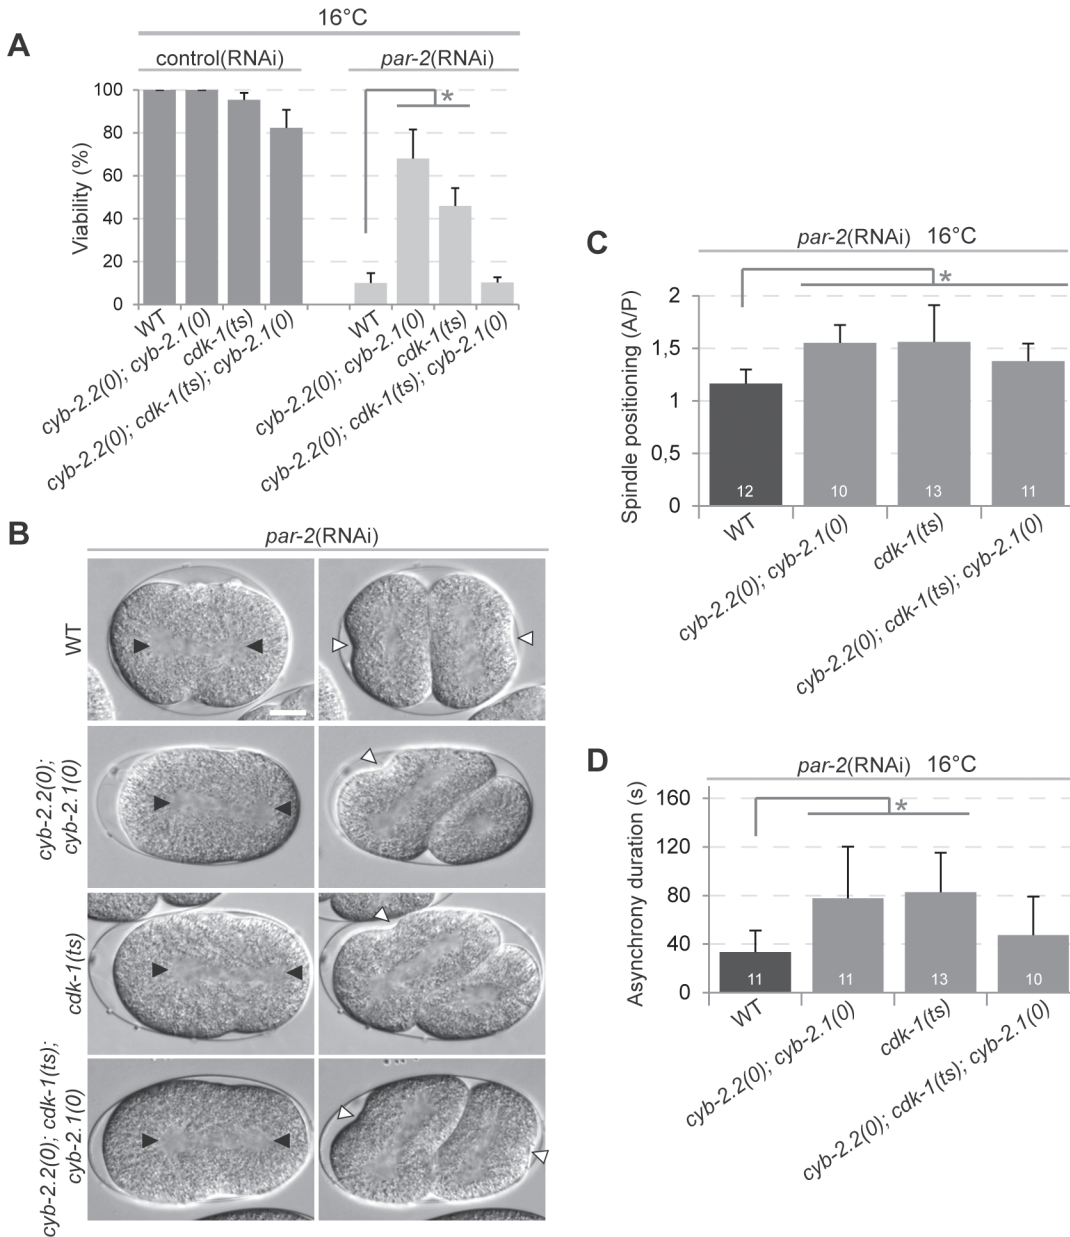 A
16°C
control(RNAi)
par-2(RNAi)
100
80
60
40
20
0
Viability (%)
*
WT
cyb-2.2(0); cyb-2.1(0)
cdk-1(ts)
cyb-2.2(0); cdk-1(ts); cyb-2.1(0)
WT
cyb-2.2(0); cyb-2.1(0)
cdk-1(ts)
cyb-2.2(0); cdk-1(ts); cyb-2.1(0)
B
par-2(RNAi)
WT
cyb-2.2(0);
cyb-2.1(0)
cdk-1(ts)
cyb-2.2(0); cdk-1(ts);
cyb-2.1(0)
C
par-2(RNAi) 16°C
*
2
1,5
1
0,5
0
Spindle positioning (A/P)
12
10
13
11
WT
cyb-2.2(0); cyb-2.1(0)
cdk-1(ts)
cyb-2.2(0); cdk-1(ts); cyb-2.1(0)
D
par-2(RNAi) 16°C
*
160
120
80
40
0
Asynchrony duration (s)
11
11
13
10
WT
cyb-2.2(0); cyb-2.1(0)
cdk-1(ts)
cyb-2.2(0); cdk-1(ts); cyb-2.1(0)